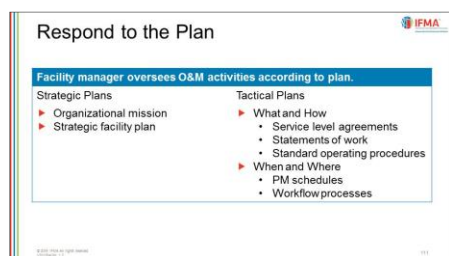 Respond to the Plan
IFMA
Facility manager oversees O&M activities according to plan.
Strategic Plans
Organizational mission
Strategic facility plan
Tactical Plans
What and How
Service level agreements
Statements of work
Standard operating procedures
When and Where
PM schedules
Workflow processes